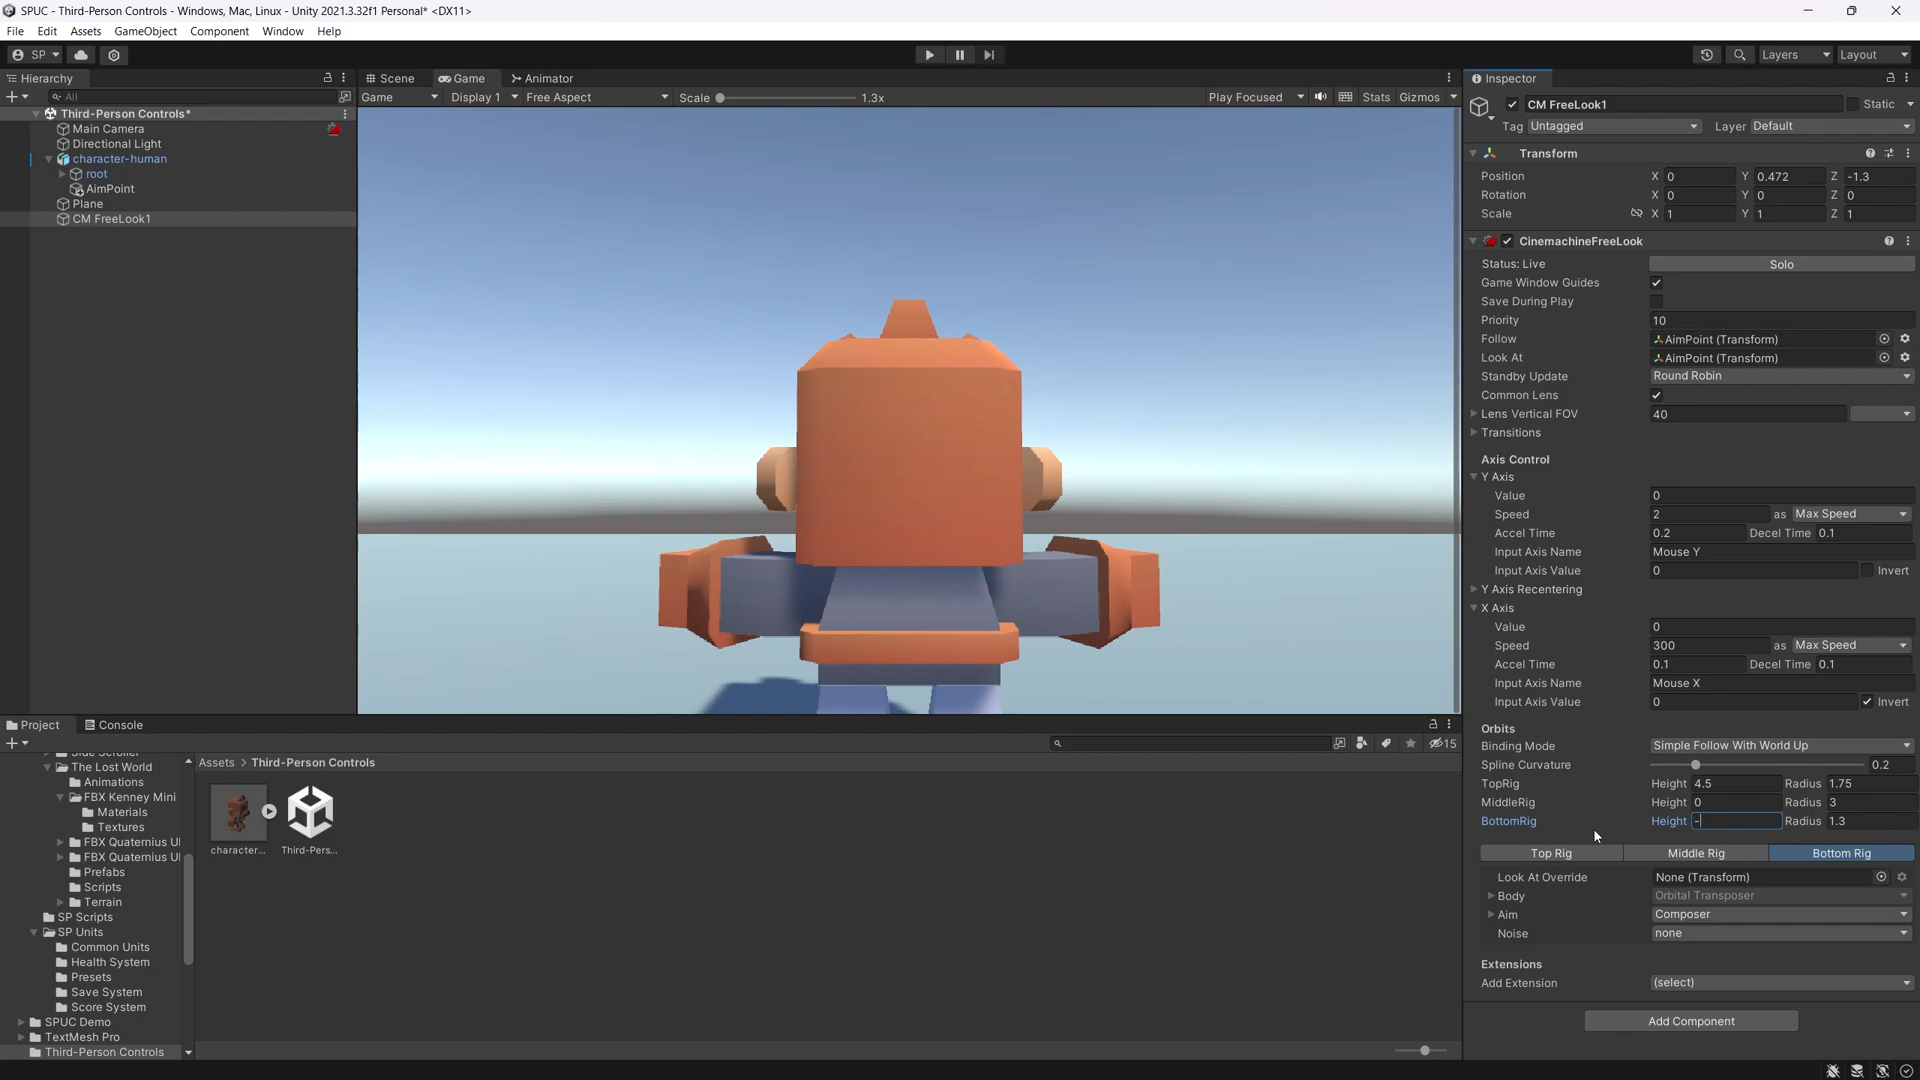 SPUC - Third-Person Controls - Windows, Mac, Linux - Unity 2021.3.32f1 Personal* <DX11>
File Edit Assets GameObject Component Window Help
SP Layers Layout
Hierarchy
All
Third-Person Controls*
Main Camera
Directional Light
character-human
root
AimPoint
Plane
CM FreeLook1
Scene Game Animator
Game Display 1 Free Aspect Scale 1.3x Play Focused Stats Gizmos
Inspector
CM FreeLook1 Static
Tag Untagged Layer Default
Transform
Position X 0 Y 0.472 Z -1.3
Rotation X 0 Y 0 Z 0
Scale X 1 Y 1 Z 1
CinemachineFreeLook
Status: Live Solo
Game Window Guides
Save During Play
Priority 10
Follow AimPoint (Transform)
Look At AimPoint (Transform)
Standby Update Round Robin
Common Lens
Lens Vertical FOV 40
Transitions
Axis Control
Y Axis
Value 0
Speed 2 as Max Speed
Accel Time 0.2 Decel Time 0.1
Input Axis Name Mouse Y
Input Axis Value 0 Invert
Y Axis Recentering
X Axis
Value 0
Speed 300 as Max Speed
Accel Time 0.1 Decel Time 0.1
Input Axis Name Mouse X
Input Axis Value 0 Invert
Orbits
Binding Mode Simple Follow With World Up
Spline Curvature 0.2
TopRig Height 4.5 Radius 1.75
MiddleRig Height 0 Radius 3
BottomRig Height - Radius 1.3
Top Rig Middle Rig Bottom Rig
Look At Override None (Transform)
Body Orbital Transposer
Aim Composer
Noise none
Extensions
Add Extension (select)
Add Component
Project Console
15
Side Scroller
The Lost World
Animations
FBX Kenney Mini
Materials
Textures
FBX Quaternius Ul
FBX Quaternius Ul
Prefabs
Scripts
Terrain
SP Scripts
SP Units
Common Units
Health System
Presets
Save System
Score System
SPUC Demo
TextMesh Pro
Third-Person Controls
Assets > Third-Person Controls
character... Third-Pers...